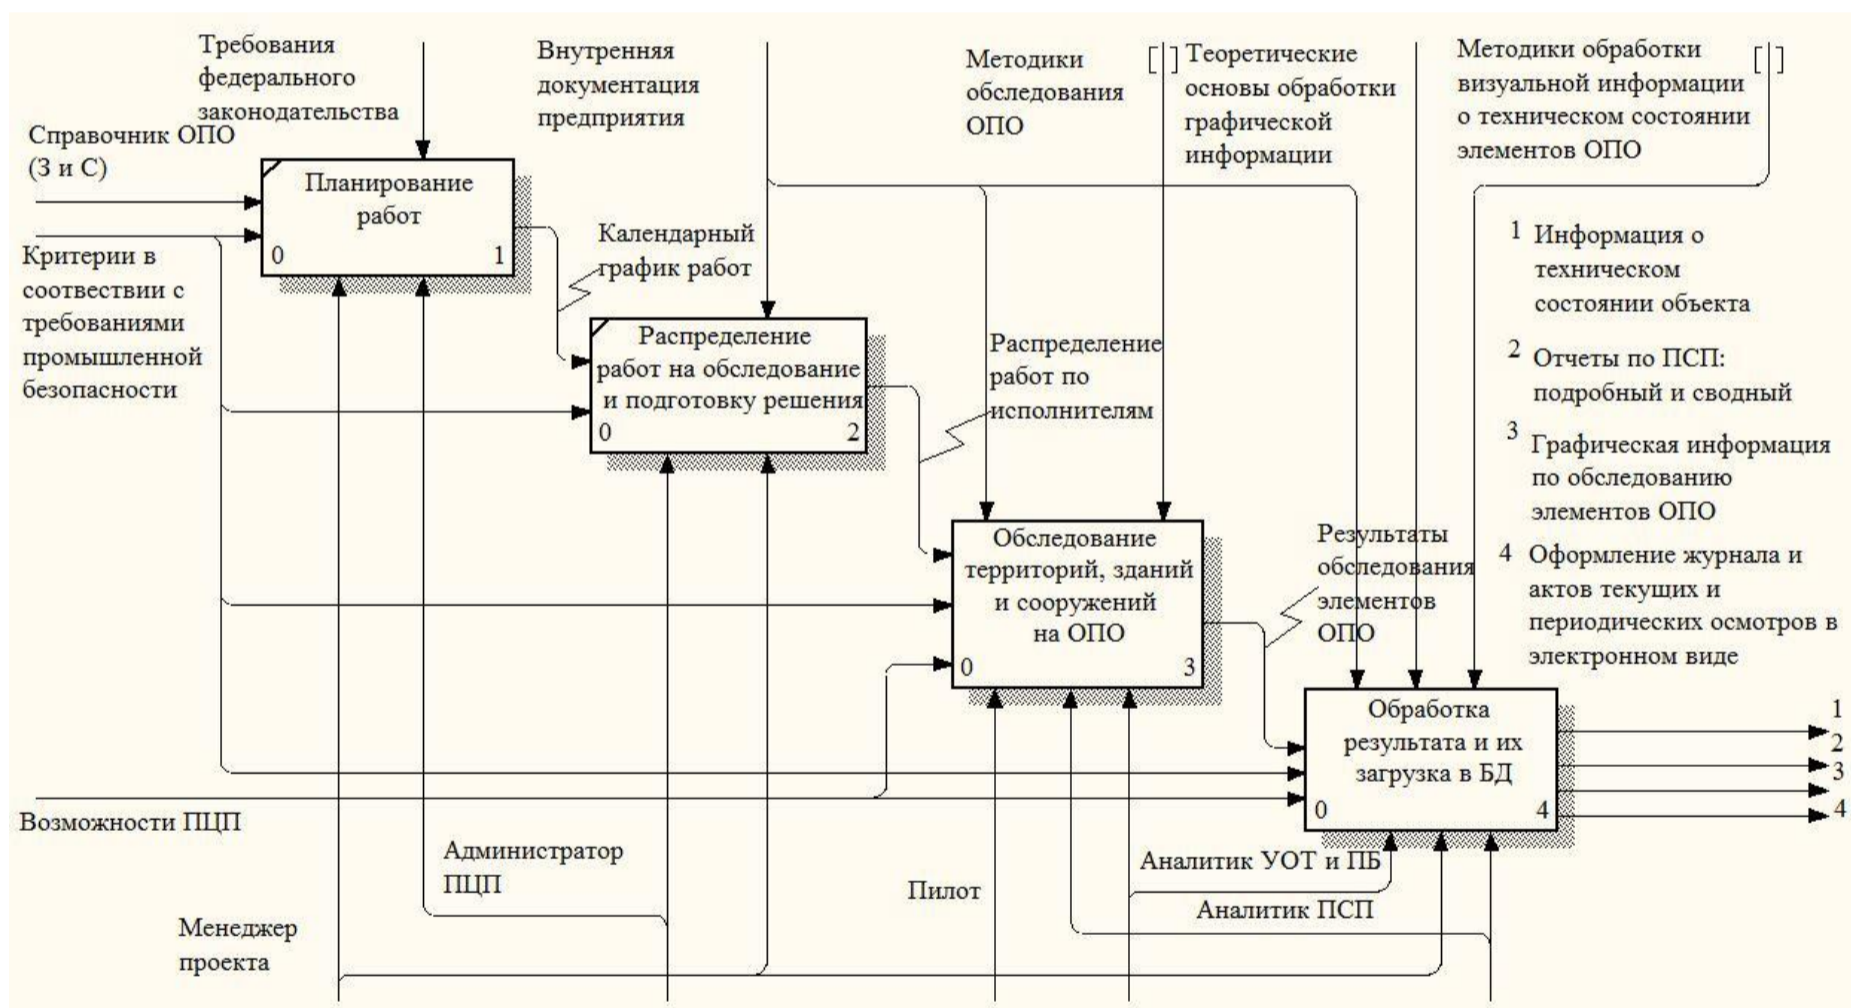 Требования
федерального
законодательства
Внутренняя
документация
предприятия
Методики
обследования
ОПО
Теоретические
основы обработки
графической
информации
Методики обработки
визуальной информации
о техническом состоянии
элементов ОПО
Справочник ОПО
(З и С)
Планирование
работ
0 1
Критерии в
соотвествии с
требованиями
промышленной
безопасности
Календарный
график работ
Распределение
работ на обследование
и подготовку решения
0 2
Распределение
работ по
исполнителям
1 Информация о
техническом
состоянии объекта
2 Отчеты по ПСП:
подробный и сводный
3 Графическая информация
по обследованию
элементов ОПО
4 Оформление журнала и
актов текущих и
периодических осмотров в
электронном виде
Обследование
территорий, зданий
и сооружений
на ОПО
0 3
Результаты
обследования
элементов
ОПО
Обработка
результата и их
загрузка в БД
0 4
1
2
3
4
Возможности ПЦП
Администратор
ПЦП
Менеджер
проекта
Пилот
Аналитик УОТ и ПБ
Аналитик ПСП